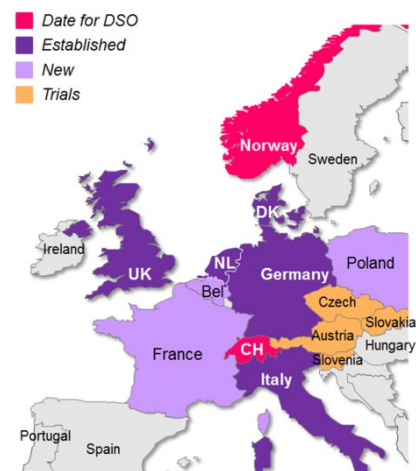 Date for DSO
Established
New
Trials
Norway
Sweden
DK
Ireland
UK
NL
Bel
Germany
Poland
Czech
Slovakia
Austria
Hungary
Slovenia
France
CH
Italy
Portugal
Spain